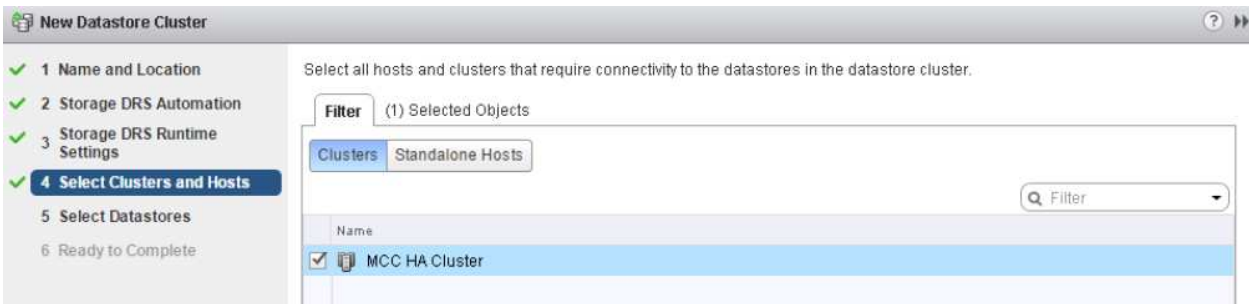 New Datastore Cluster
?
1 Name and Location
2 Storage DRS Automation
3 Storage DRS Runtime
Settings
4 Select Clusters and Hosts
5 Select Datastores
6 Ready to Complete
Select all hosts and clusters that require connectivity to the datastores in the datastore cluster.
Filter (1) Selected Objects
Clusters Standalone Hosts
Filter
Name
MCC HA Cluster